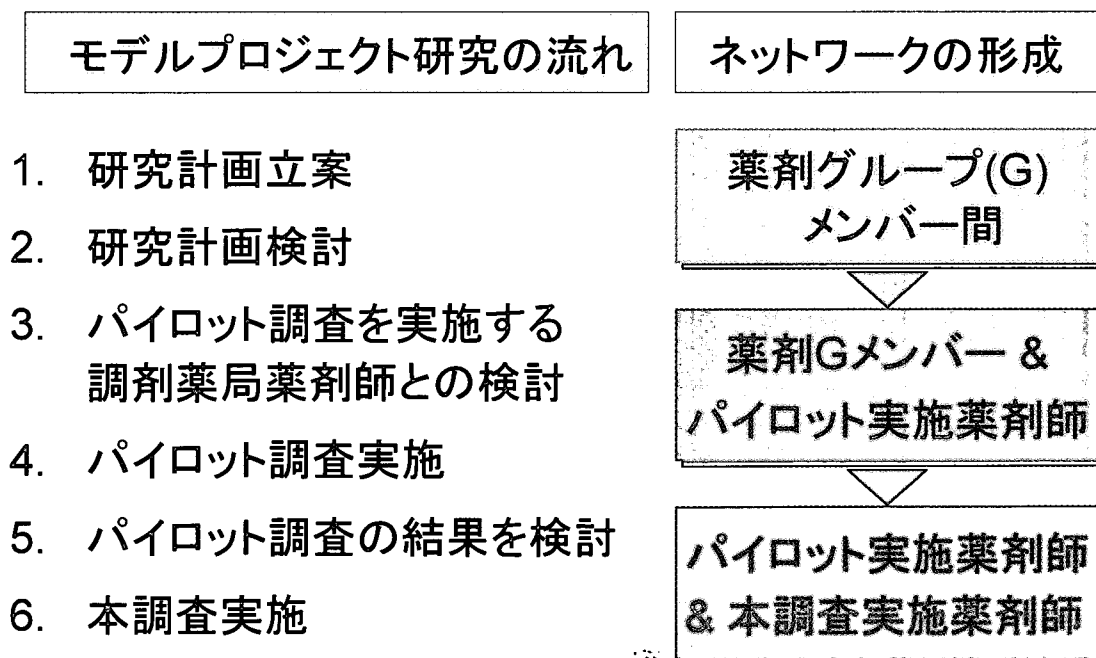 モデルプロジェクト研究の流れ
1. 研究計画立案
2. 研究計画検討
3. パイロット調査を実施する
調剤薬局薬剤師との検討
4. パイロット調査実施
5. パイロット調査の結果を検討
6. 本調査実施
ネットワークの形成
薬剤グループ(G)
メンバー間
薬剤Gメンバー &
パイロット実施薬剤師
パイロット実施薬剤師
& 本調査実施薬剤師